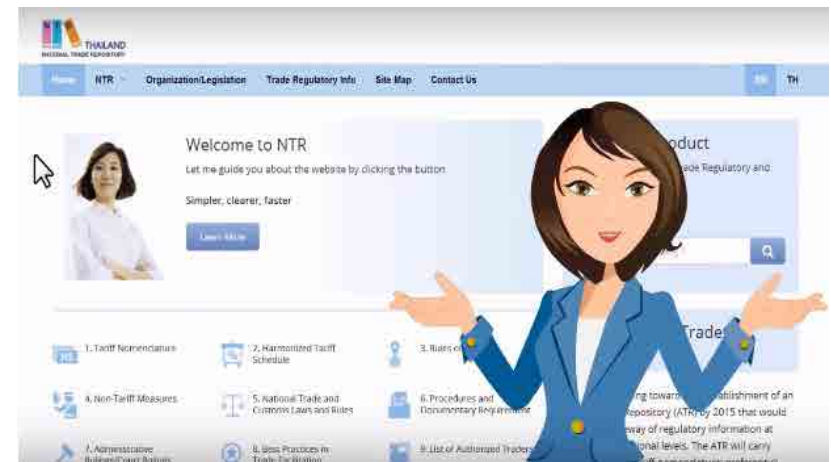 THAILAND
NATIONAL TRADE REPOSITORY
Home NTR Organization/Legislation Trade Regulatory Info Site Map Contact Us EN TH
Welcome to NTR
Let me guide you about the website by clicking the button
Simpler, clearer, faster
Learn More
oduct
ade Regulatory and
1. Tariff Nomenclature
2. Harmonized Tariff
Schedule
3. Rules o
4. Non-Tariff Measures
5. National Trade and
Customs Laws and Rules
6. Procedures and
Documentary Requirement
7. Administrative
Rulings/Court Rulings
8. Best Practices in
Trade Facilitation
9. List of Authorized Traders
Trade
ng toward
ablishment of an
epository (ATR) by 2015 that would
way of regulatory information at
onal levels. The ATR will carry